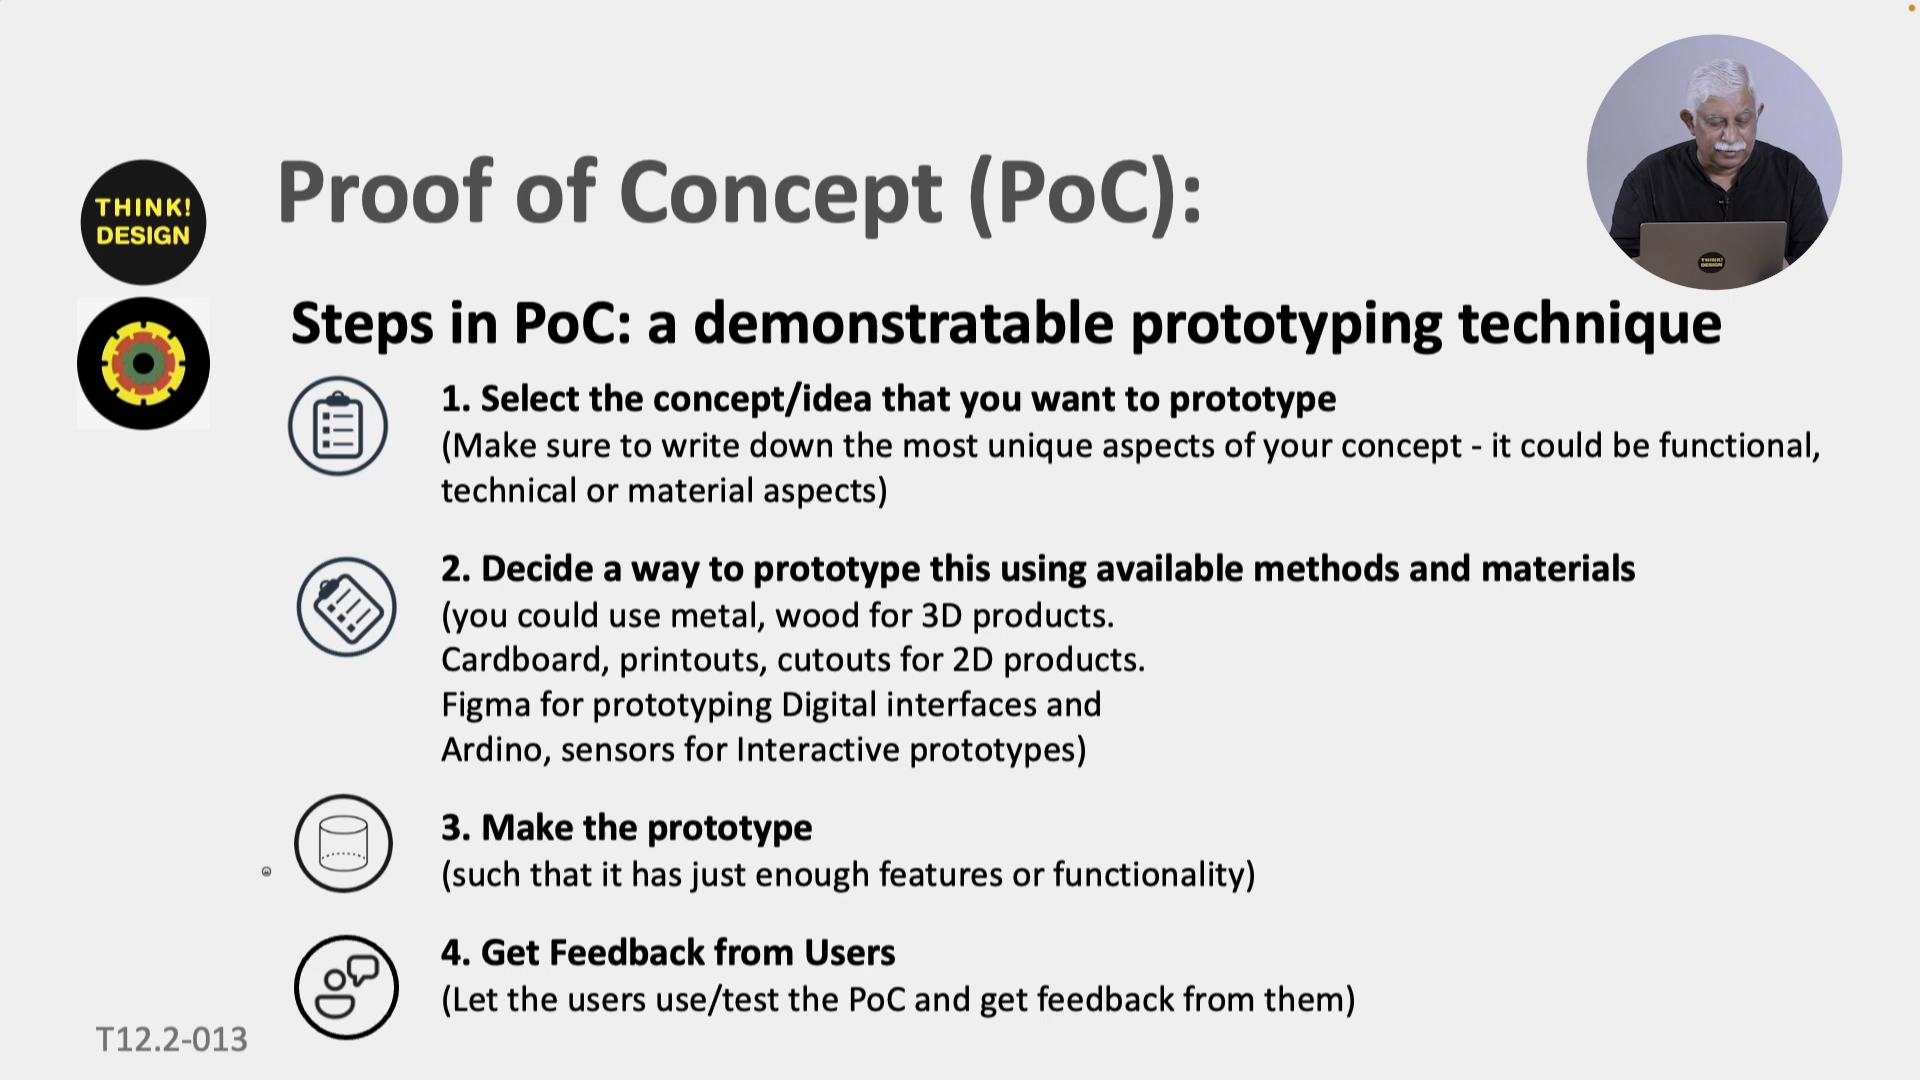 THINK!
DESIGN
Proof of Concept (PoC):
THINK!
DESIGN
Steps in PoC: a demonstratable prototyping technique
1. Select the concept/idea that you want to prototype
(Make sure to write down the most unique aspects of your concept - it could be functional,
technical or material aspects)
2. Decide a way to prototype this using available methods and materials
(you could use metal, wood for 3D products.
Cardboard, printouts, cutouts for 2D products.
Figma for prototyping Digital interfaces and
Ardino, sensors for Interactive prototypes)
3. Make the prototype
(such that it has just enough features or functionality)
4. Get Feedback from Users
(Let the users use/test the PoC and get feedback from them)
T12.2-013